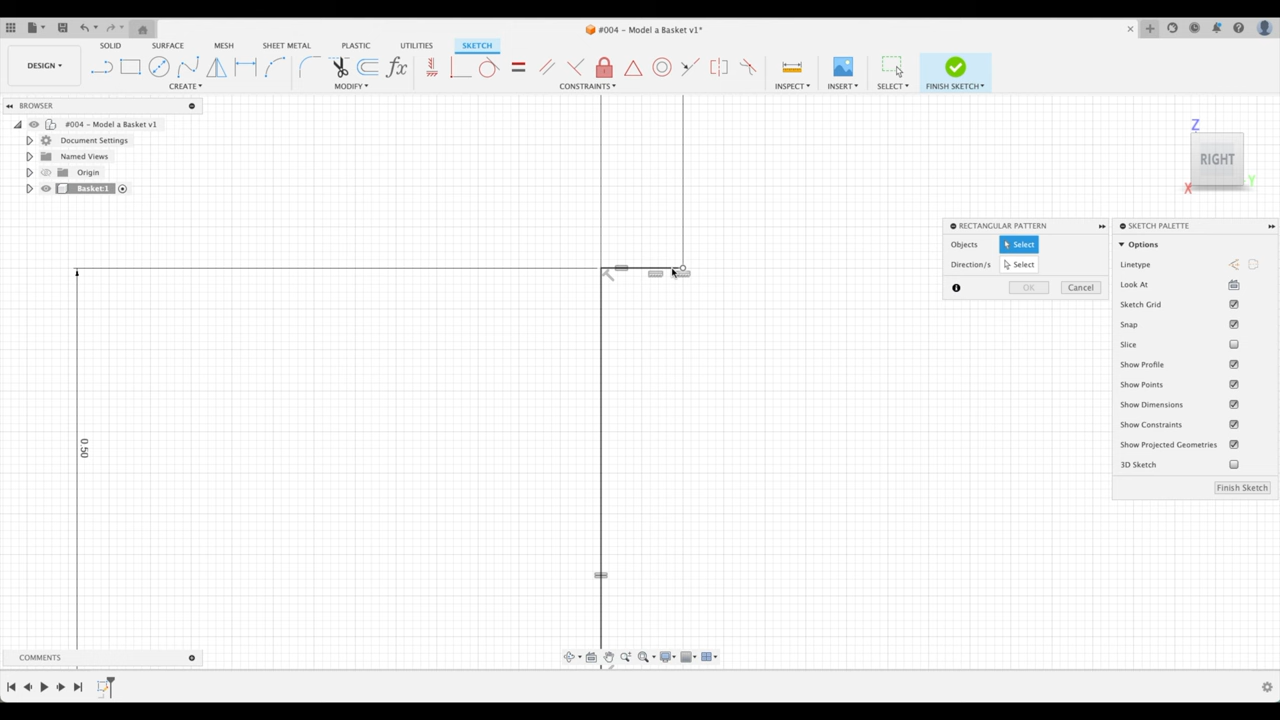 #004 – Model a Basket v1*
SOLID SURFACE MESH SHEET METAL PLASTIC UTILITIES SKETCH
DESIGN
CREATE MODIFY CONSTRAINTS INSPECT INSERT SELECT FINISH SKETCH
BROWSER
#004 – Model a Basket v1
Document Settings
Named Views
Origin
Basket:1
Z
RIGHT
X
Y
RECTANGULAR PATTERN
Objects Select
Direction/s Select
OK Cancel
SKETCH PALETTE
Options
Linetype
Look At
Sketch Grid
Snap
Slice
Show Profile
Show Points
Show Dimensions
Show Constraints
Show Projected Geometries
3D Sketch
Finish Sketch
0.50
COMMENTS